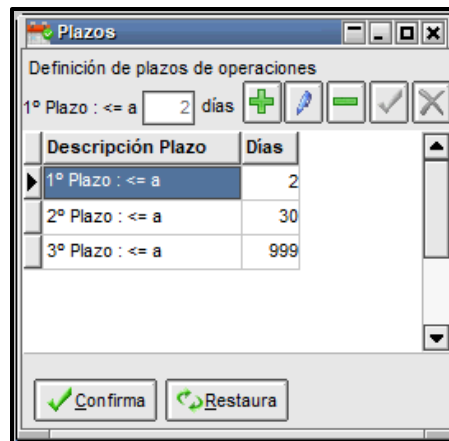 Plazos
Definición de plazos de operaciones
1º Plazo : <= a 2 días
Descripción Plazo Días
1º Plazo : <= a 2
2º Plazo : <= a 30
3º Plazo : <= a 999
Confirma Restaura